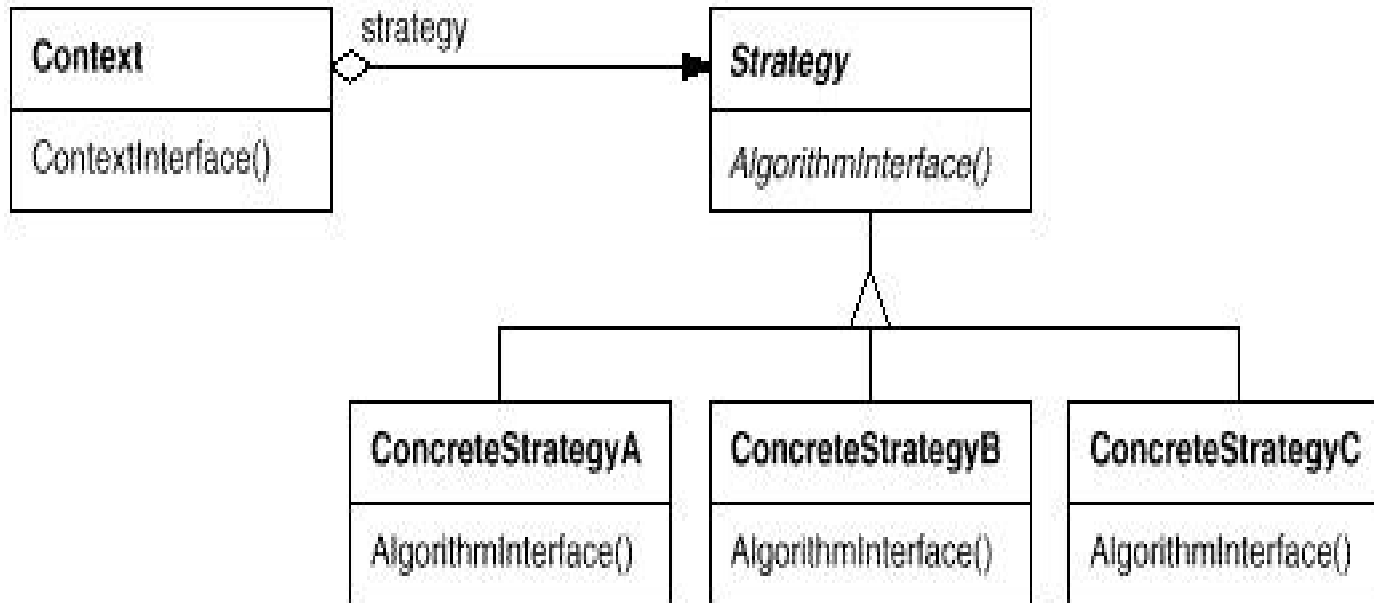 strategy
Context
Strategy
ContextInterface()
AlgorithmInterface()
ConcreteStrategyA
ConcreteStrategyB
ConcreteStrategyC
AlgorithmInterface()
AlgorithmInterface()
AlgorithmInterface()